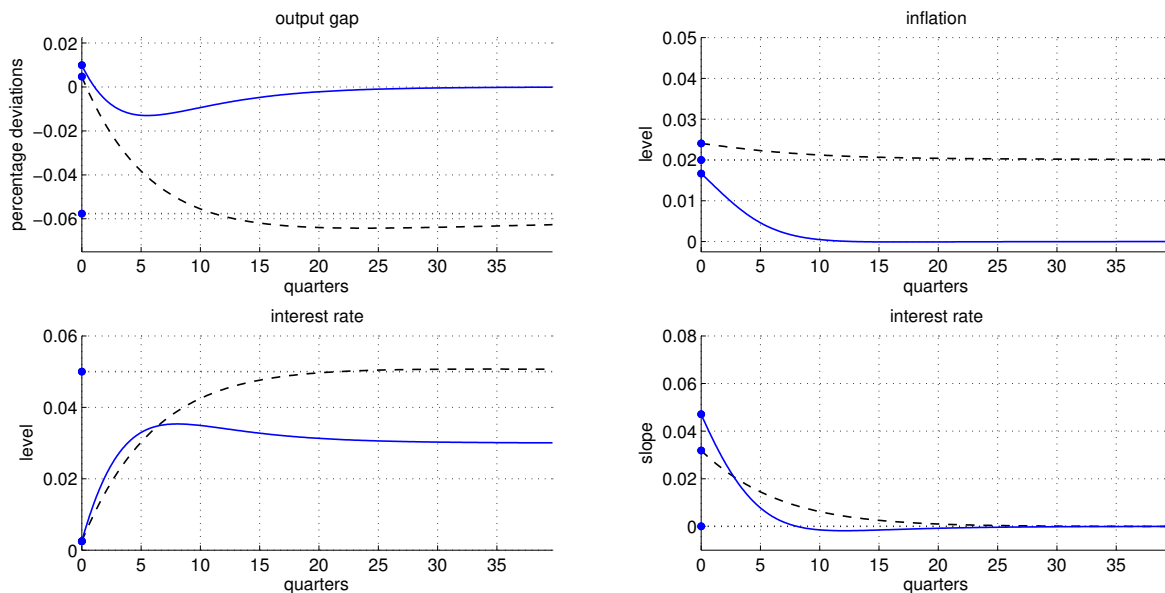 output gap
percentage deviations
0.02
0
−0.02
−0.04
−0.06
0 5 10 15 20 25 30 35
quarters
inflation
level
0.05
0.04
0.03
0.02
0.01
0
0 5 10 15 20 25 30 35
quarters
interest rate
level
0.06
0.04
0.02
0
0 5 10 15 20 25 30 35
quarters
interest rate
slope
0.08
0.06
0.04
0.02
0
0 5 10 15 20 25 30 35
quarters